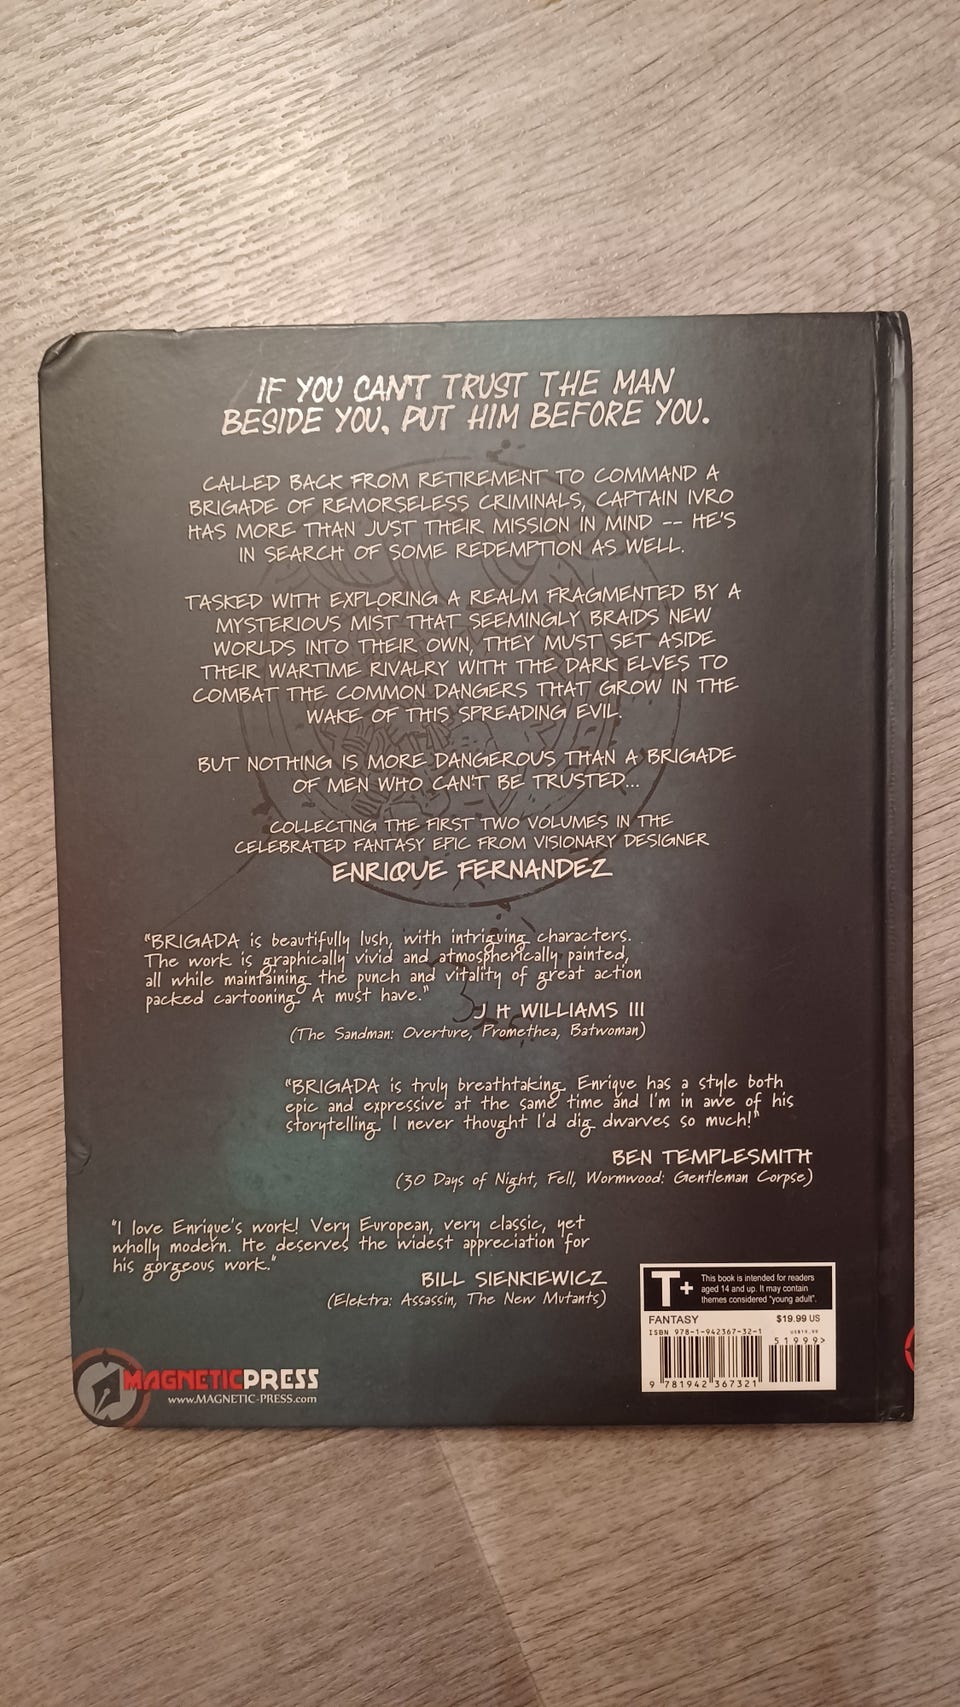 IF YOU CAN'T TRUST THE MAN
BESIDE YOU, PUT HIM BEFORE YOU.
CALLED BACK FROM RETIREMENT TO COMMAND A
BRIGADE OF REMORSELESS CRIMINALS, CAPTAIN IVRO
HAS MORE THAN JUST THEIR MISSION IN MIND -- HE'S
IN SEARCH OF SOME REDEMPTION AS WELL.
TASKED WITH EXPLORING A REALM FRAGMENTED BY A
MYSTERIOUS MIST THAT SEEMINGLY BRAIDS NEW
WORLDS INTO THEIR OWN, THEY MUST SET ASIDE
THEIR WARTIME RIVALRY WITH THE DARK ELVES TO
COMBAT THE COMMON DANGERS THAT GROW IN THE
WAKE OF THIS SPREADING EVIL.
BUT NOTHING IS MORE DANGEROUS THAN A BRIGADE
OF MEN WHO CAN'T BE TRUSTED...
COLLECTING THE FIRST TWO VOLUMES IN THE
CELEBRATED FANTASY EPIC FROM VISIONARY DESIGNER
ENRIQUE FERNANDEZ
"BRIGADA is beautifully lush, with intriguing characters.
The work is graphically vivid and atmospherically painted,
all while maintaining the punch and vitality of great action
packed cartooning. A must have."
J H WILLIAMS III
(The Sandman: Overture, Promethea, Batwoman)
"BRIGADA is truly breathtaking. Enrique has a style both
epic and expressive at the same time and I'm in awe of his
storytelling. I never thought I'd dig dwarves so much!"
BEN TEMPLESMITH
(30 Days of Night, Fell, Wormwood: Gentleman Corpse)
"I love Enrique's work! Very European, very classic, yet
wholly modern. He deserves the widest appreciation for
his gorgeous work."
BILL SIENKIEWICZ
(Elektra: Assassin, The New Mutants)
T+
This book is intended for readers
aged 14 and up. It may contain
themes considered "young adult".
FANTASY $19.99 US
ISBN 978-1-942367-32-1
US$19.99
51999>
9 781942 367321
MAGNETICPRESS
www.MAGNETIC-PRESS.com